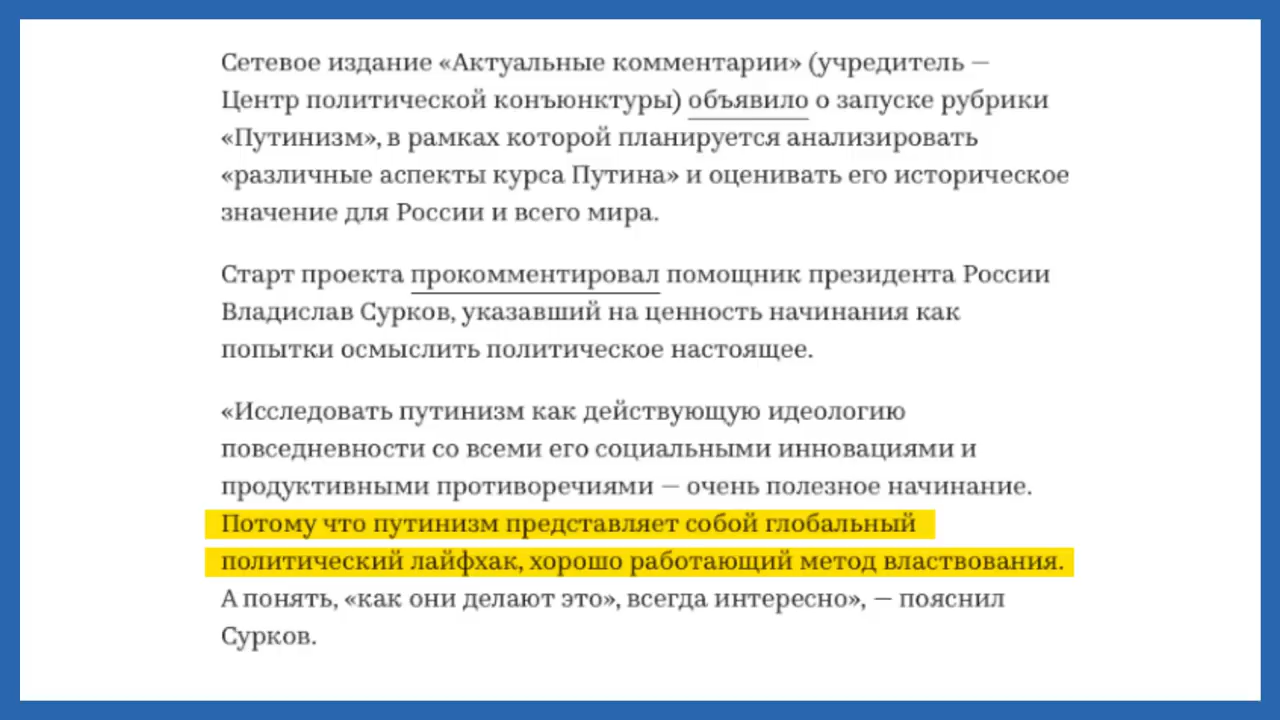 Сетевое издание «Актуальные комментарии» (учредитель —
Центр политической конъюнктуры) объявило о запуске рубрики
«Путинизм», в рамках которой планируется анализировать
«различные аспекты курса Путина» и оценивать его историческое
значение для России и всего мира.
Старт проекта прокомментировал помощник президента России
Владислав Сурков, указавший на ценность начинания как
попытки осмыслить политическое настоящее.
«Исследовать путинизм как действующую идеологию
повседневности со всеми его социальными инновациями и
продуктивными противоречиями — очень полезное начинание.
Потому что путинизм представляет собой глобальный
политический лайфхак, хорошо работающий метод властвования.
А понять, «как они делают это», всегда интересно», — пояснил
Сурков.